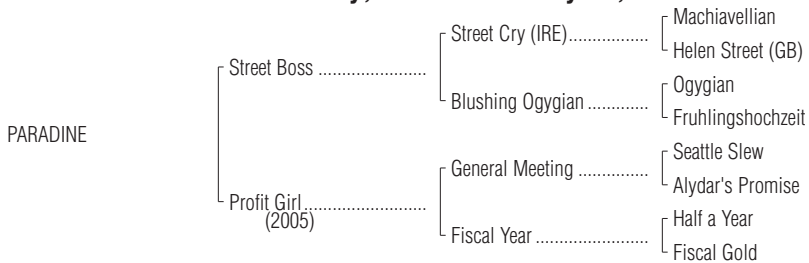 Machiavellian
Street Cry (IRE)..................
Helen Street (GB)
Street Boss ........................
Ogygian
Blushing Ogygian ..............
Fruhlingshochzeit
PARADINE
Seattle Slew
General Meeting ................
Alydar's Promise
Profit Girl...........................
(2005)
Half a Year
Fiscal Year .........................
Fiscal Gold